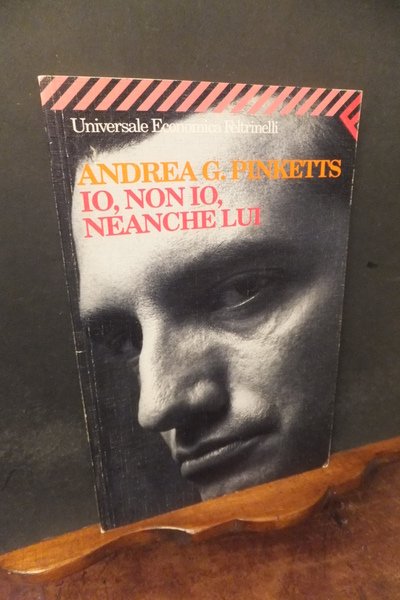 Universale Economica Feltrinelli
ANDREA G. PINKETTS
IO, NON IO,
NEANCHE LUI